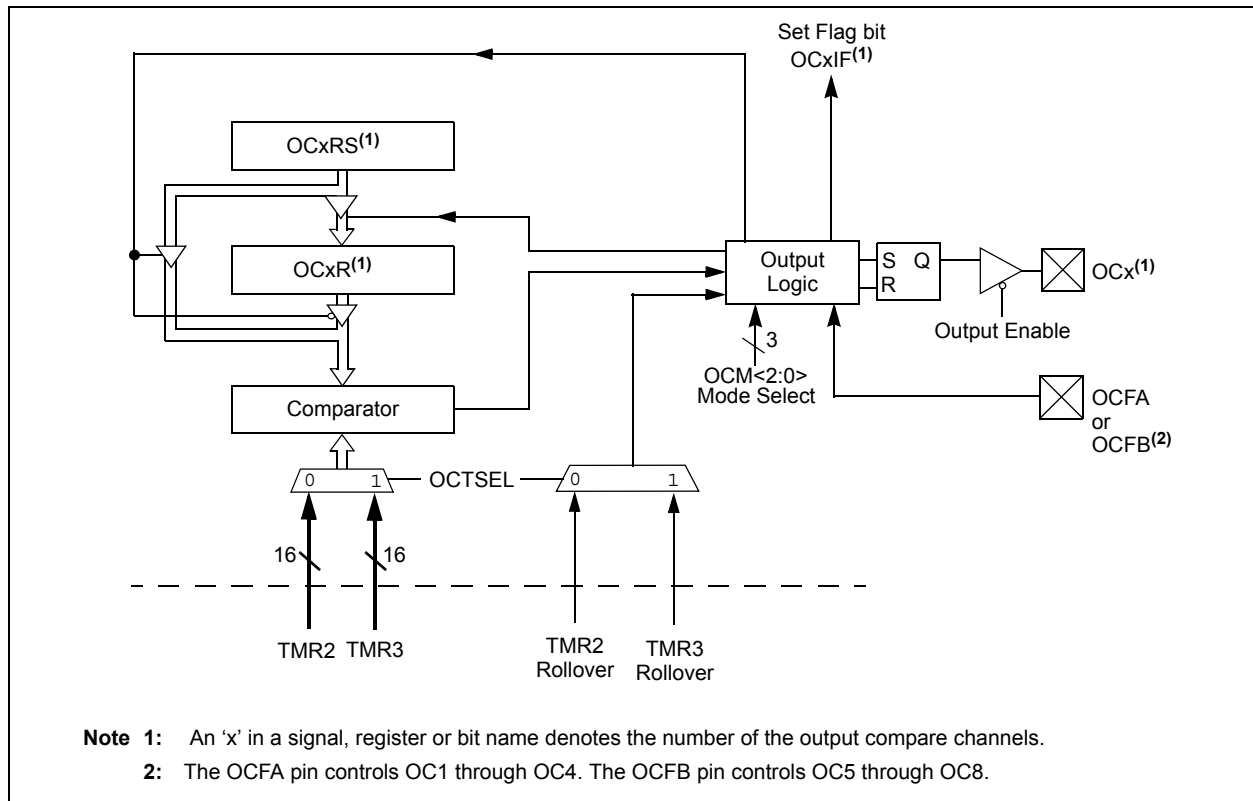 Set Flag bit
OCxIF(1)
OCxRS(1)
OCxR(1)
Output
Logic
S Q
R
OCx(1)
Output Enable
3
OCM<2:0>
Mode Select
Comparator
OCFA
or
OCFB(2)
0 1
OCTSEL
0 1
16
16
TMR2
TMR3
TMR2
Rollover
TMR3
Rollover
Note 1: An ‘x’ in a signal, register or bit name denotes the number of the output compare channels.
2: The OCFA pin controls OC1 through OC4. The OCFB pin controls OC5 through OC8.